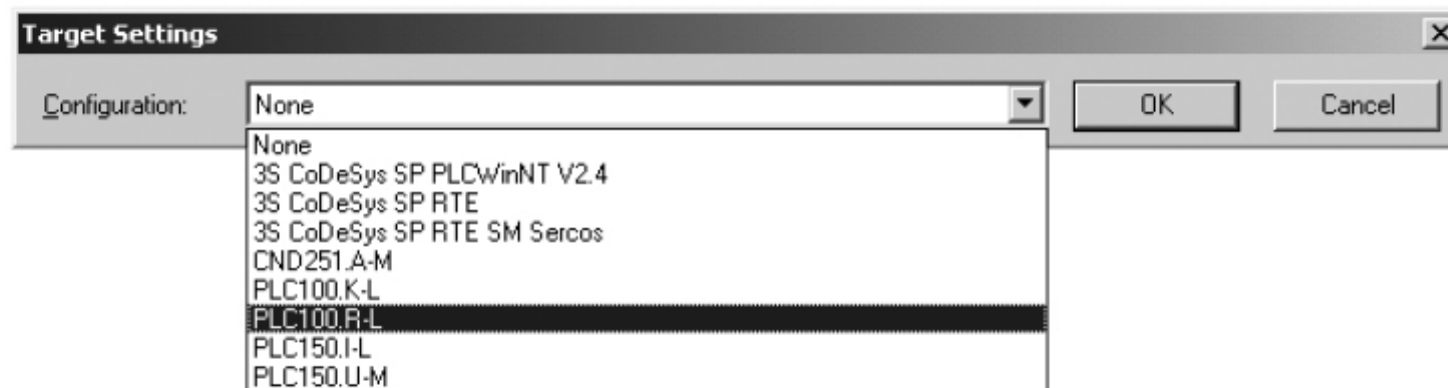 Target Settings
Configuration: None OK Cancel
None
3S CoDeSys SP PLCWinNT V2.4
3S CoDeSys SP RTE
3S CoDeSys SP RTE SM Sercos
CND251.A-M
PLC100.K-L
PLC100.R-L
PLC150.I-L
PLC150.U-M